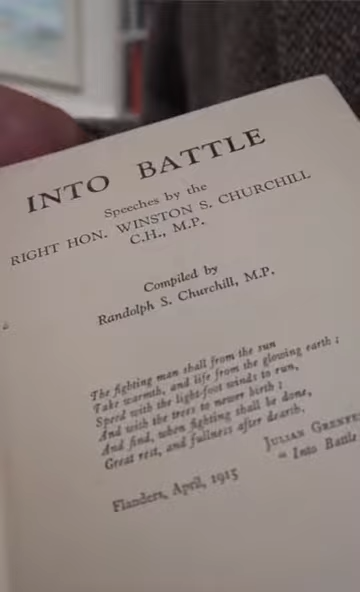 INTO BATTLE
Speeches by the
RIGHT HON. WINSTON S. CHURCHILL
C.H., M.P.
Compiled by
Randolph S. Churchill, M.P.
The fighting man shall from the sun
Take warmth, and life from the glowing earth ;
Speed with the light-foot winds to run,
And with the trees to newer birth ;
And find, when fighting shall be done,
Great rest, and fullness after dearth.
JULIAN
" Into Battle
Flanders, April, 1915